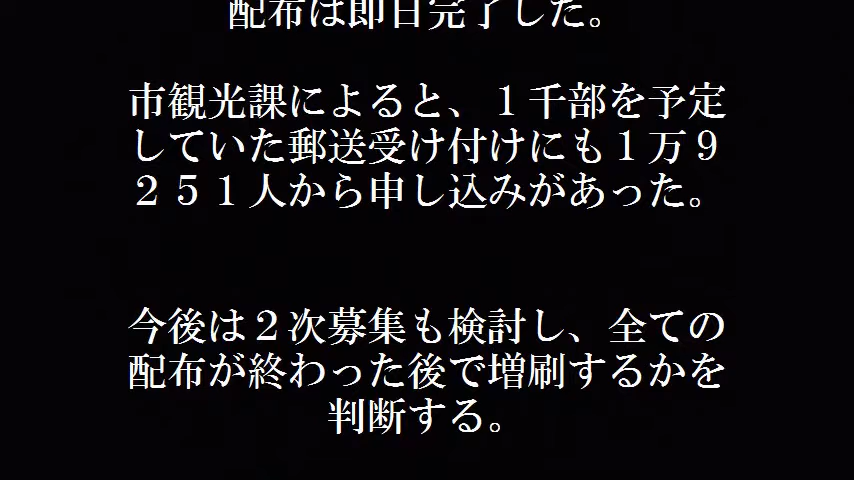 配布は即日完了した。
市観光課によると、１千部を予定
していた郵送受け付けにも１万９
２５１人から申し込みがあった。
今後は２次募集も検討し、全ての
配布が終わった後で増刷するかを
判断する。